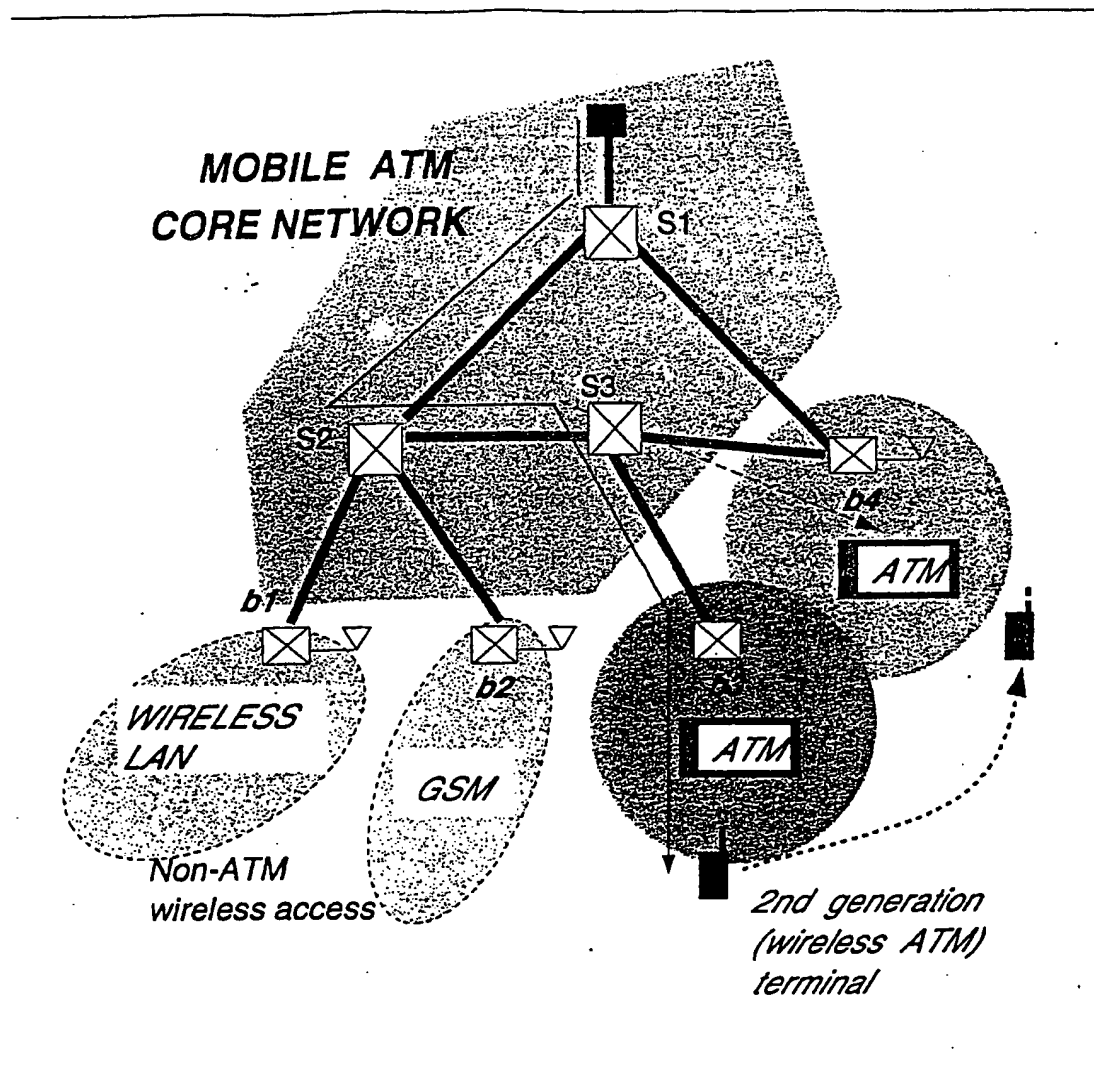 MOBILE ATM
CORE NETWORK
S1
S3
S2
b4
ATM
b1
b2
b3
WIRELESS
LAN
GSM
ATM
Non-ATM
wireless access
2nd generation
(wireless ATM)
terminal